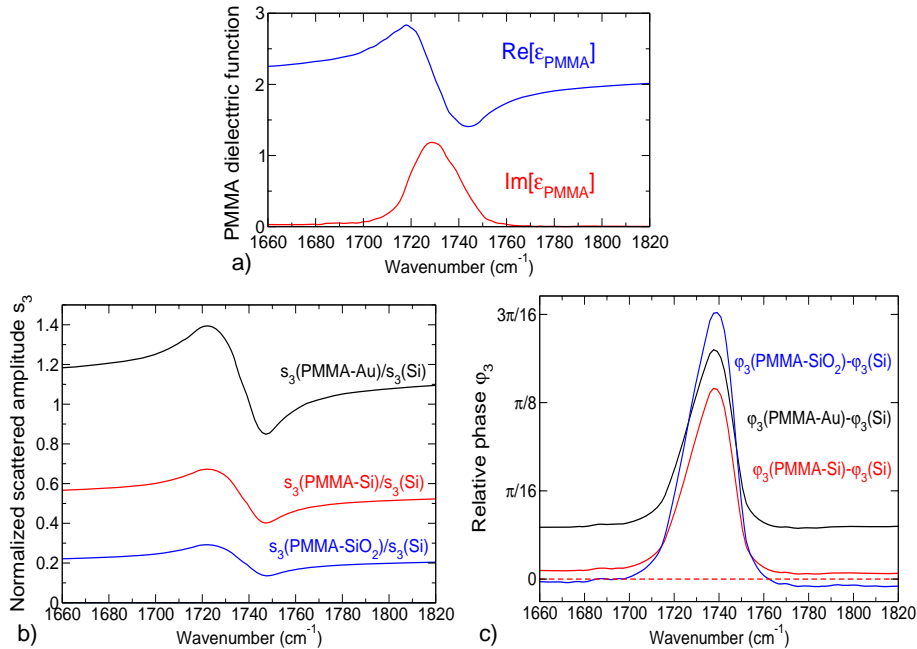 3
2
1
0
PMMA dielecttric function
Re[ε_PMMA]
Im[ε_PMMA]
1660 1680 1700 1720 1740 1760 1780 1800 1820
Wavenumber (cm⁻¹)
a)
1.4
1.2
1
0.8
0.6
0.4
0.2
0
Normalized scattered amplitude s₃
s₃(PMMA-Au)/s₃(Si)
s₃(PMMA-Si)/s₃(Si)
s₃(PMMA-SiO₂)/s₃(Si)
1660 1680 1700 1720 1740 1760 1780 1800 1820
Wavenumber (cm⁻¹)
b)
3π/16
π/8
π/16
0
Relative phase φ₃
φ₃(PMMA-SiO₂)-φ₃(Si)
φ₃(PMMA-Au)-φ₃(Si)
φ₃(PMMA-Si)-φ₃(Si)
1660 1680 1700 1720 1740 1760 1780 1800 1820
Wavenumber (cm⁻¹)
c)